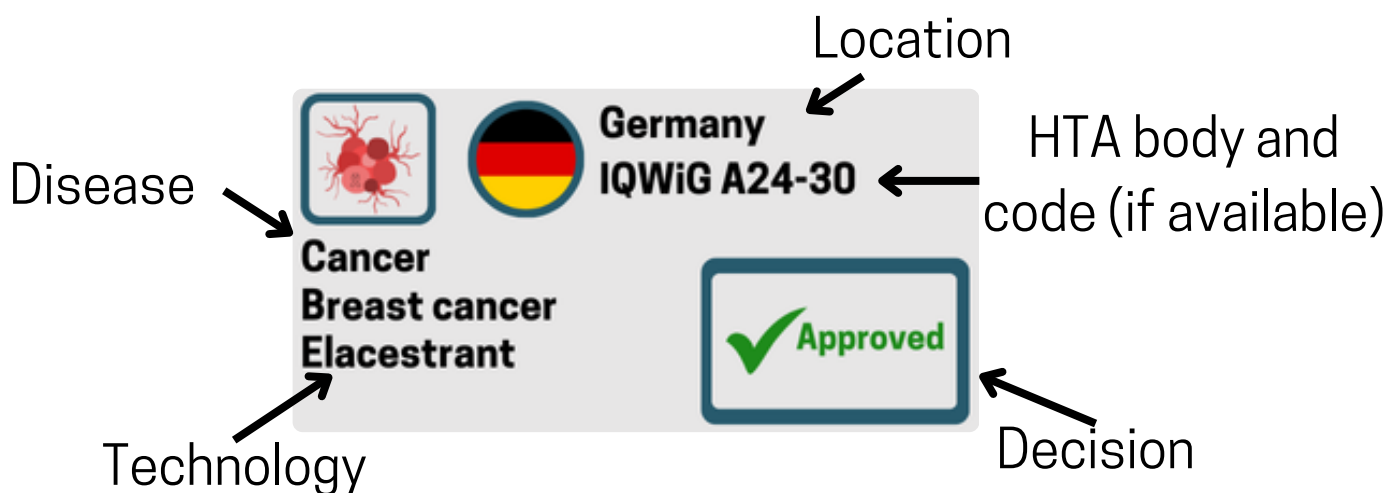 Location
Germany
IQWiG A24-30
HTA body and
code (if available)
Disease
Cancer
Breast cancer
Elacestrant
Approved
Technology
Decision